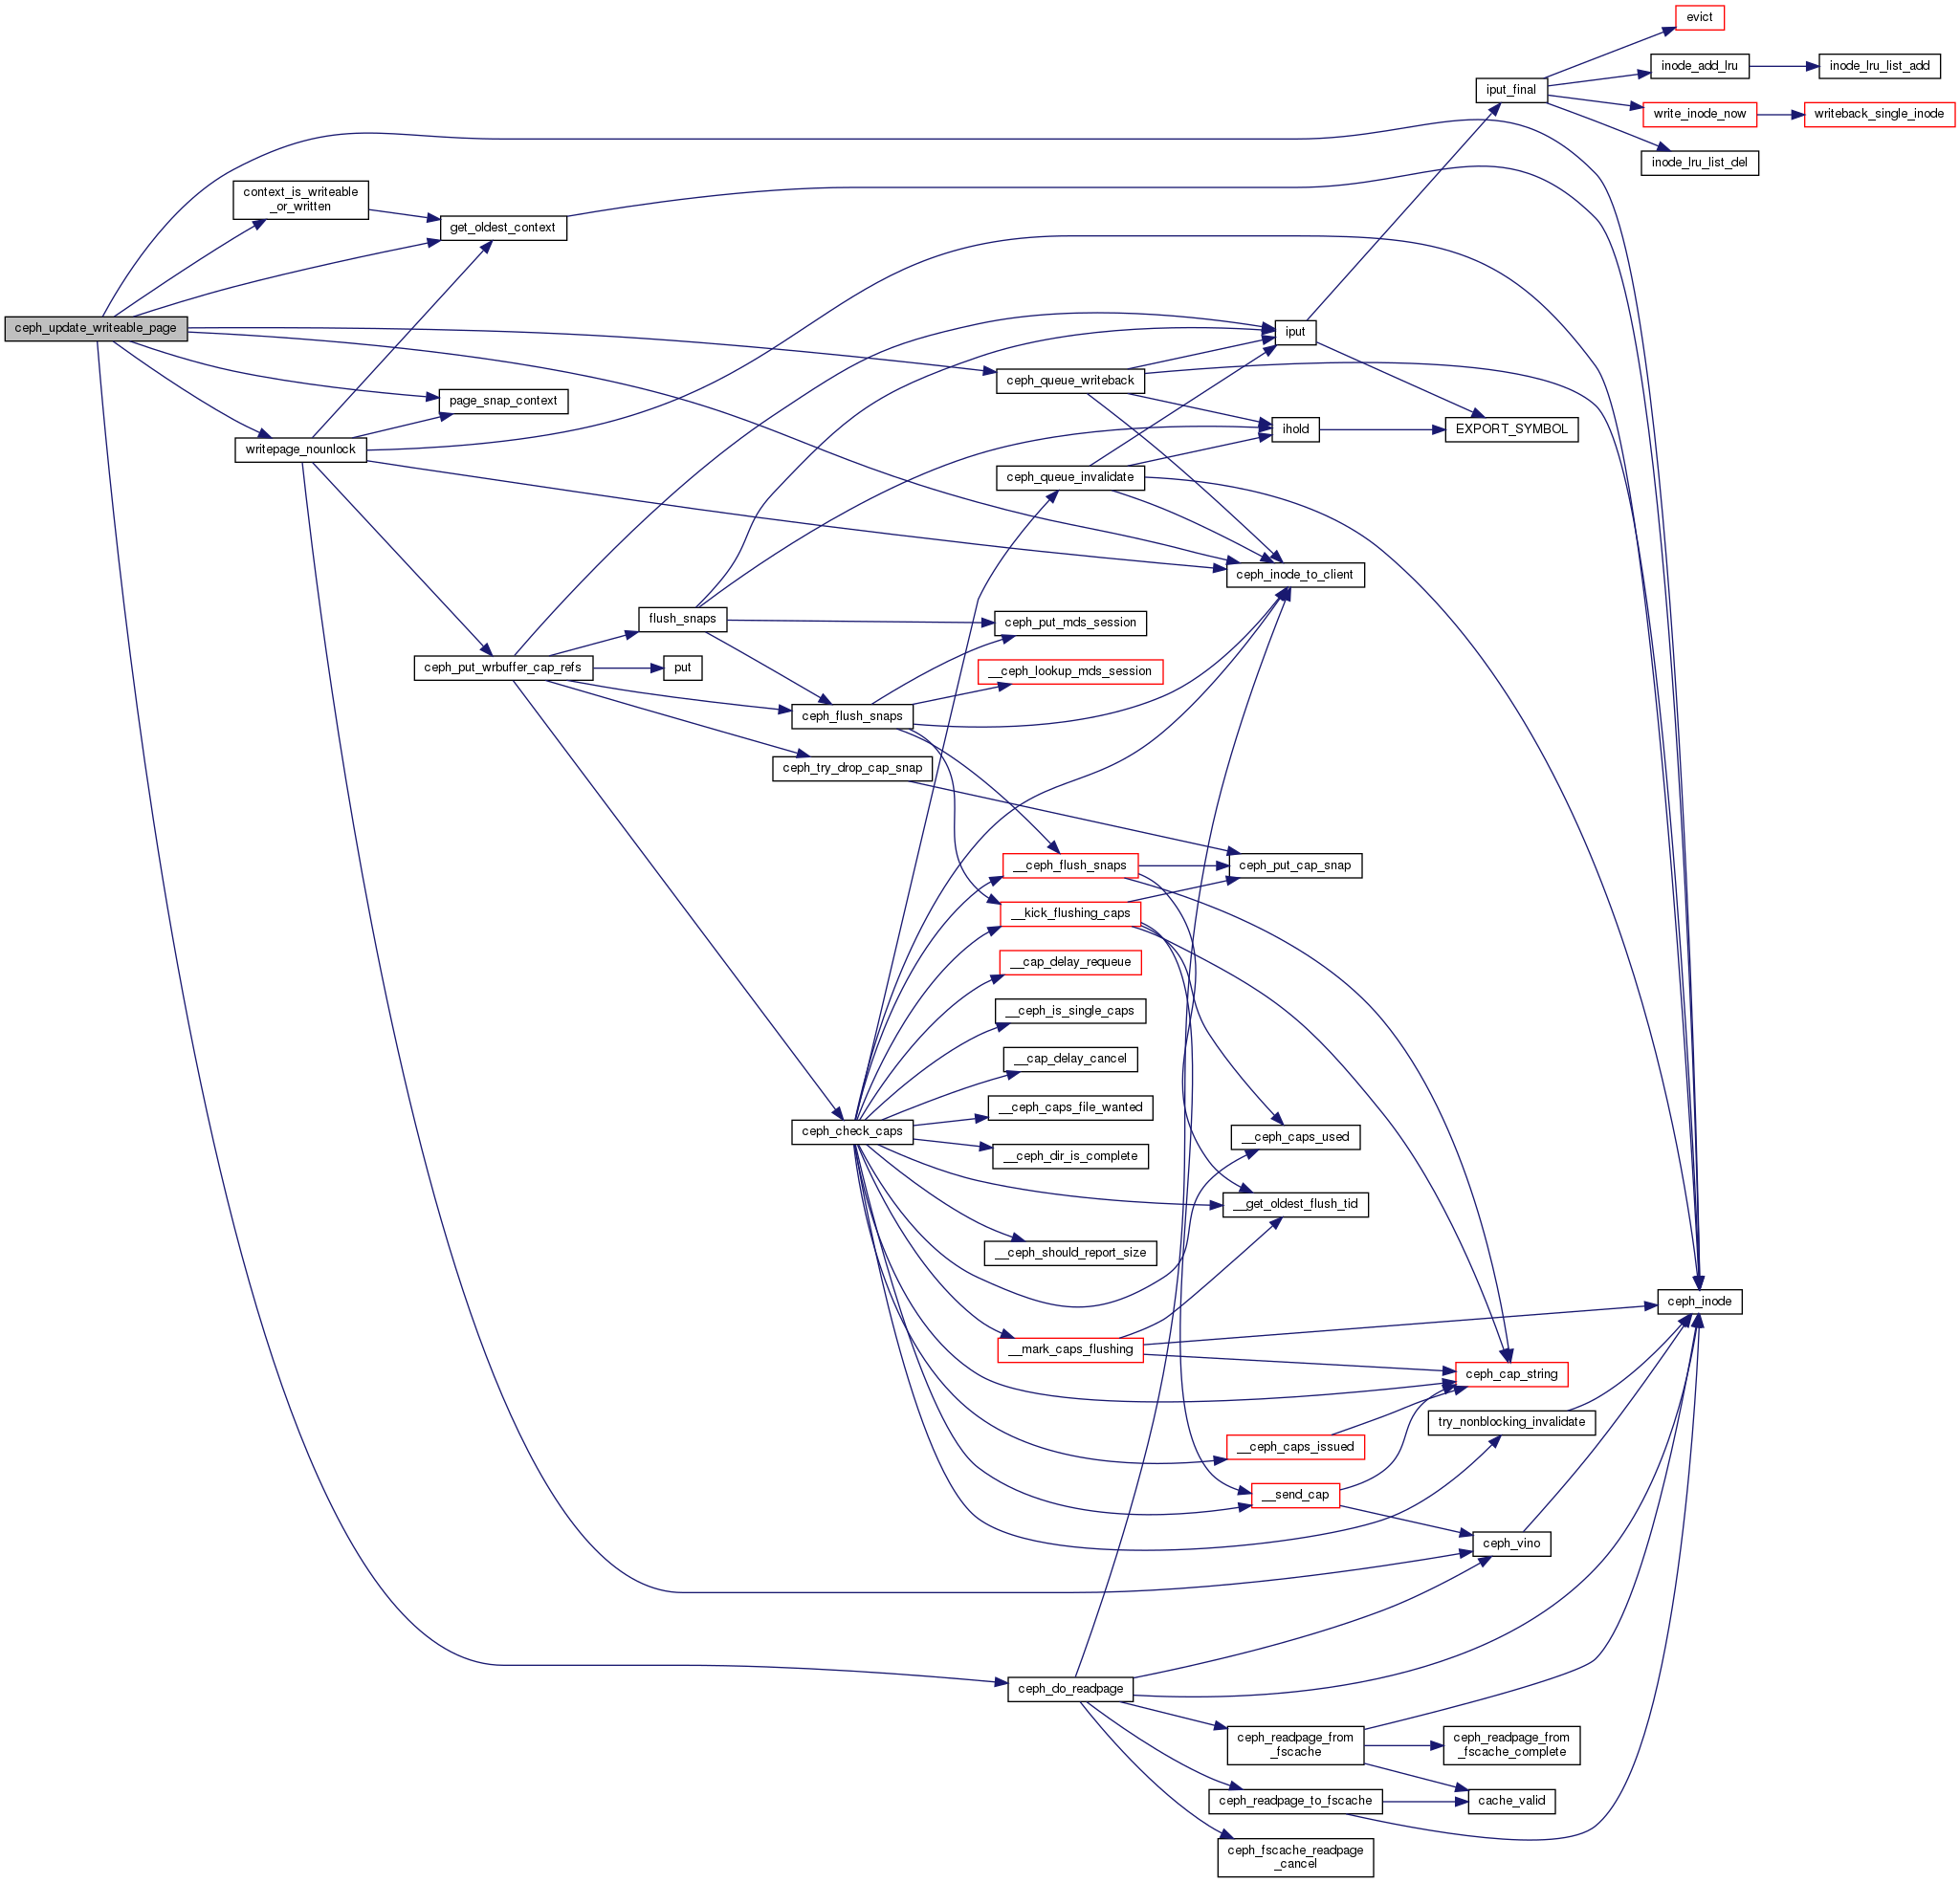 evict
inode_add_lru
inode_lru_list_add
iput_final
write_inode_now
writeback_single_inode
inode_lru_list_del
context_is_writeable
_or_written
get_oldest_context
ceph_update_writeable_page
iput
ceph_queue_writeback
page_snap_context
ihold
EXPORT_SYMBOL
writepage_nounlock
ceph_queue_invalidate
ceph_inode_to_client
flush_snaps
ceph_put_mds_session
ceph_put_wrbuffer_cap_refs
put
__ceph_lookup_mds_session
ceph_flush_snaps
ceph_try_drop_cap_snap
__ceph_flush_snaps
ceph_put_cap_snap
__kick_flushing_caps
__cap_delay_requeue
__ceph_is_single_caps
__cap_delay_cancel
__ceph_caps_file_wanted
ceph_check_caps
__ceph_caps_used
__ceph_dir_is_complete
__get_oldest_flush_tid
__ceph_should_report_size
ceph_inode
__mark_caps_flushing
ceph_cap_string
try_nonblocking_invalidate
__ceph_caps_issued
__send_cap
ceph_vino
ceph_do_readpage
ceph_readpage_from
_fscache
ceph_readpage_from
_fscache_complete
ceph_readpage_to_fscache
cache_valid
ceph_fscache_readpage
_cancel